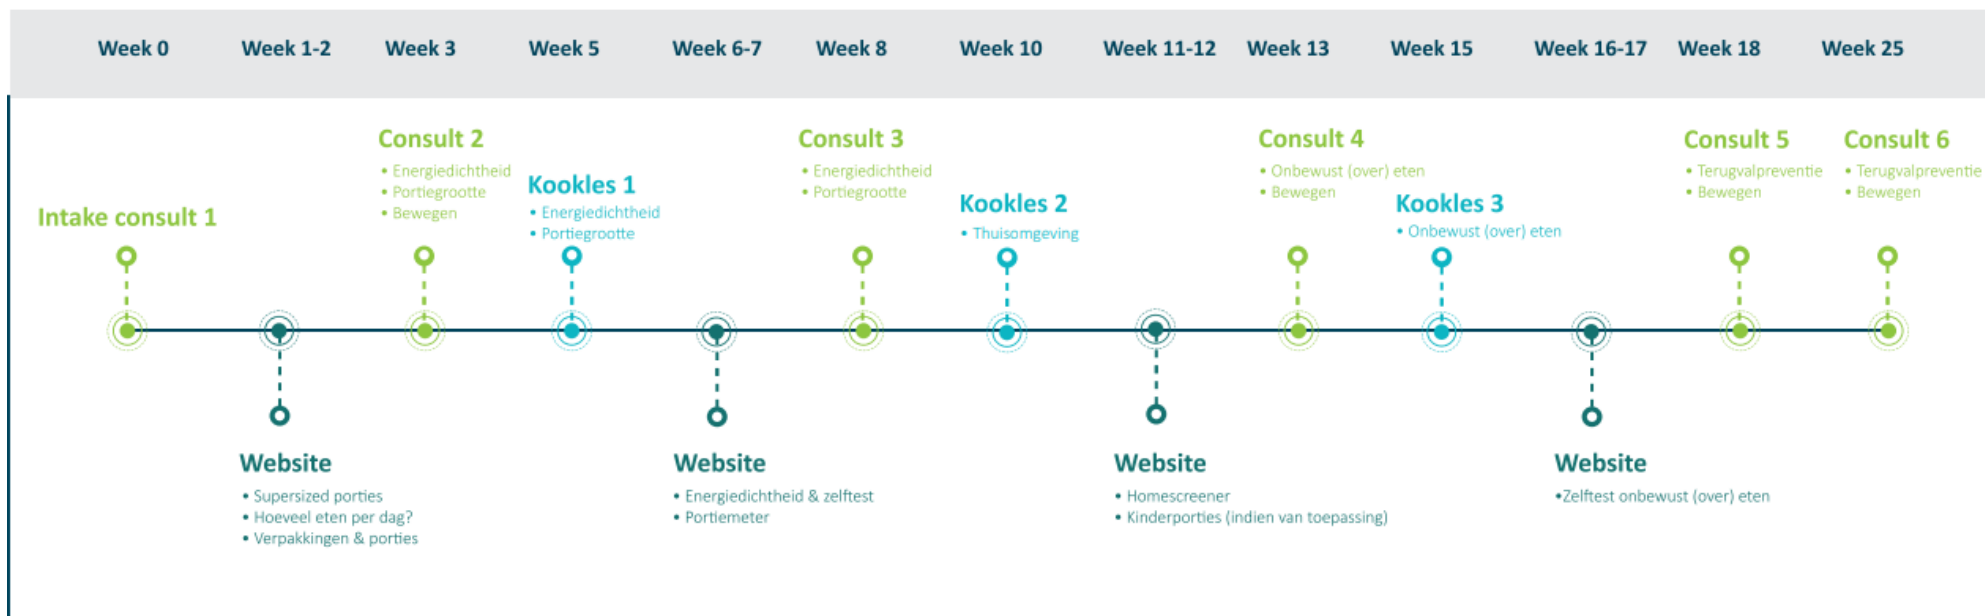 Week 0
Week 1-2
Week 3
Week 5
Week 6-7
Week 8
Week 10
Week 11-12
Week 13
Week 15
Week 16-17
Week 18
Week 25
Intake consult 1
Consult 2
• Energiedichtheid
• Portiegrootte
• Bewegen
Kookles 1
• Energiedichtheid
• Portiegrootte
Consult 3
• Energiedichtheid
• Portiegrootte
Kookles 2
• Thuisomgeving
Consult 4
• Onbewust (over) eten
• Bewegen
Kookles 3
• Onbewust (over) eten
Consult 5
• Terugvalpreventie
• Bewegen
Consult 6
• Terugvalpreventie
• Bewegen
Website
• Supersized porties
• Hoeveel eten per dag?
• Verpakkingen & porties
Website
• Energiedichtheid & zelftest
• Portiemeter
Website
• Homescreener
• Kinderporties (indien van toepassing)
Website
•Zelftest onbewust (over) eten